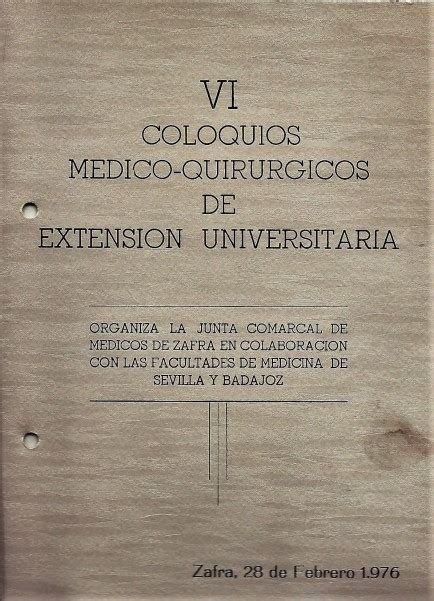 VI
COLOQUIOS
MEDICO-QUIRURGICOS
DE
EXTENSION UNIVERSITARIA
ORGANIZA LA JUNTA COMARCAL DE
MEDICOS DE ZAFRA EN COLABORACION
CON LAS FACULTADES DE MEDICINA DE
SEVILLA Y BADAJOZ
Zafra, 28 de Febrero 1.976